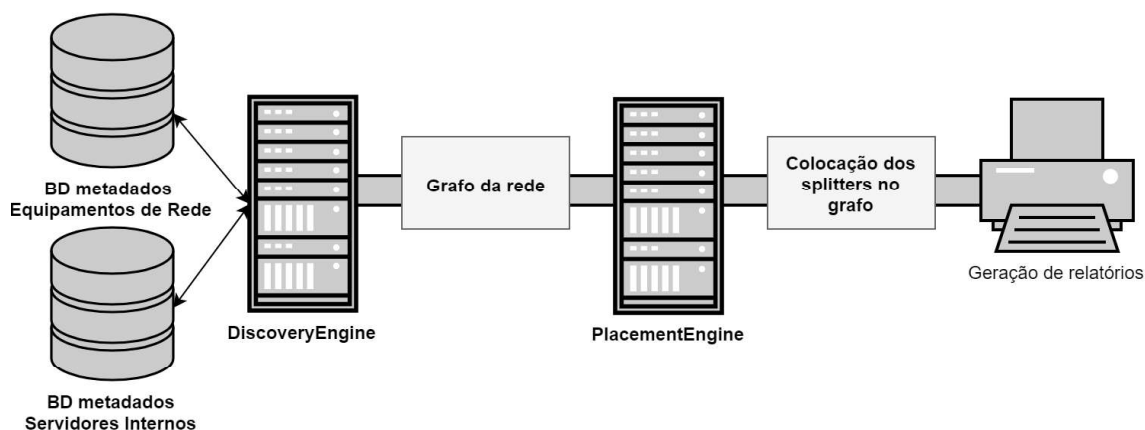 BD metadados
Equipamentos de Rede
BD metadados
Servidores Internos
DiscoveryEngine
Grafo da rede
PlacementEngine
Colocação dos
splitters no
grafo
Geração de relatórios